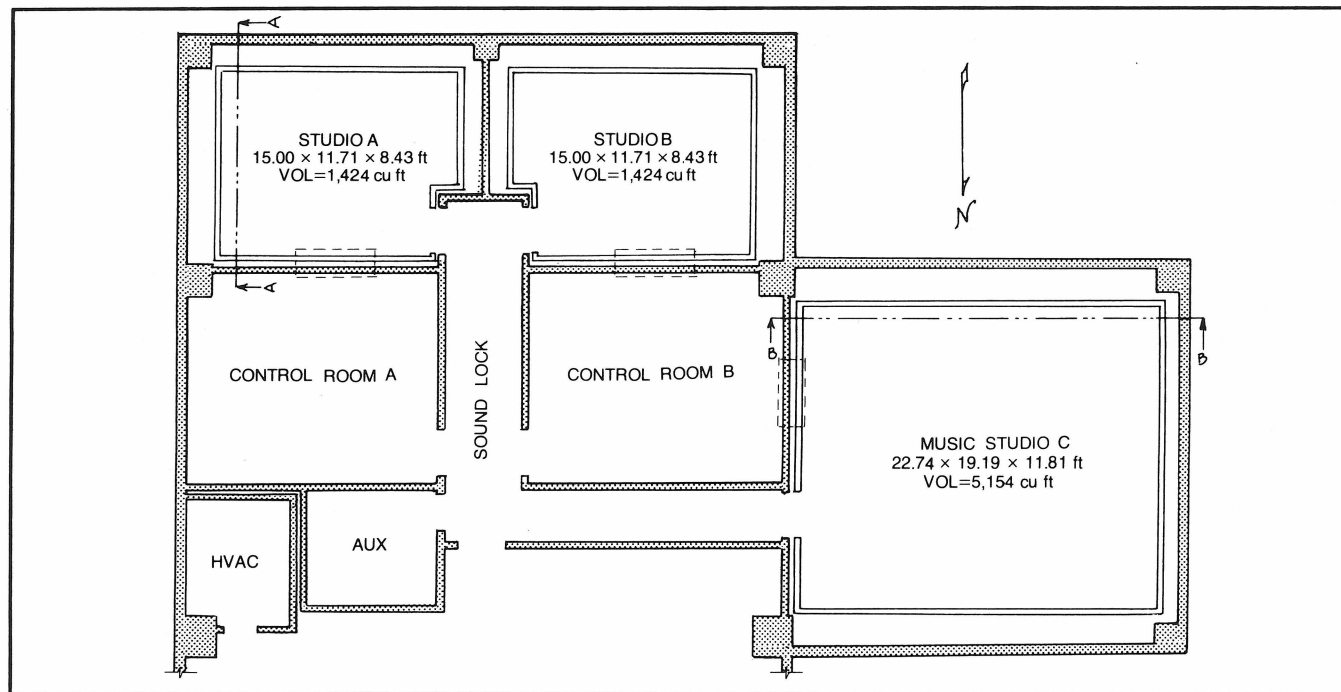 A
STUDIO A
15.00 × 11.71 × 8.43 ft
VOL=1,424 cu ft
STUDIO B
15.00 × 11.71 × 8.43 ft
VOL=1,424 cu ft
N
A
CONTROL ROOM A
SOUND LOCK
CONTROL ROOM B
B
B
MUSIC STUDIO C
22.74 × 19.19 × 11.81 ft
VOL=5,154 cu ft
HVAC
AUX